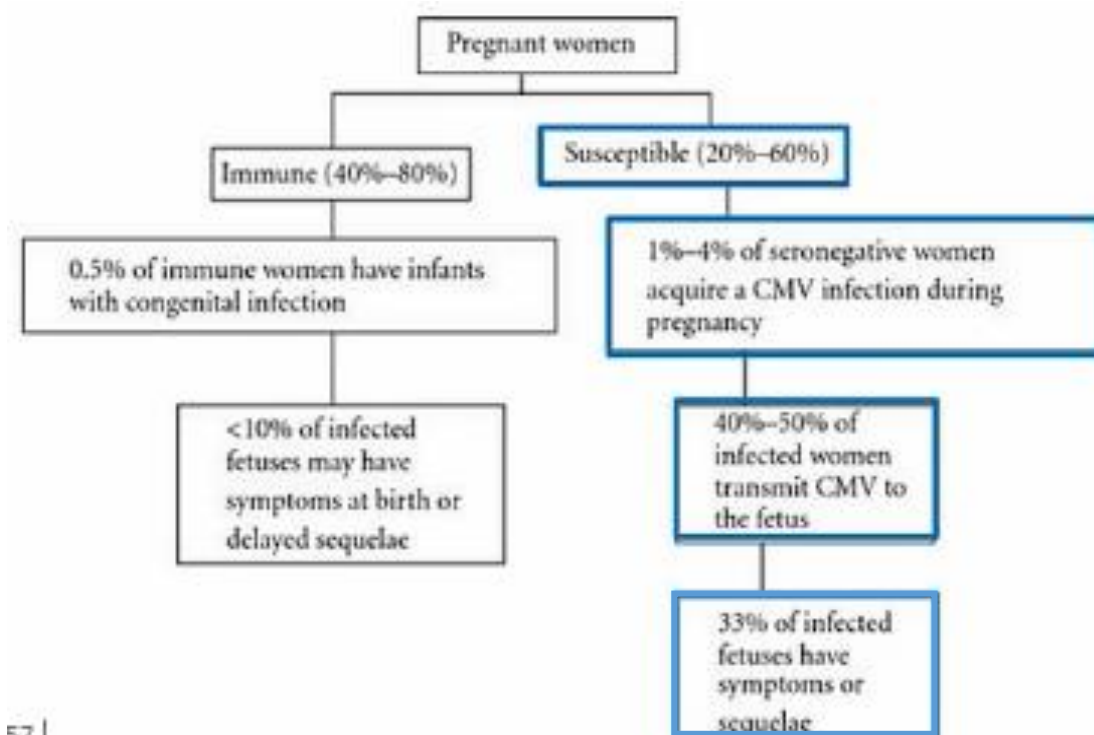 Pregnant women
Immune (40%–80%)
Susceptible (20%–60%)
0.5% of immune women have infants
with congenital infection
1%–4% of seronegative women
acquire a CMV infection during
pregnancy
<10% of infected
fetuses may have
symptoms at birth or
delayed sequelae
40%–50% of
infected women
transmit CMV to
the fetus
33% of infected
fetuses have
symptoms or
sequelae